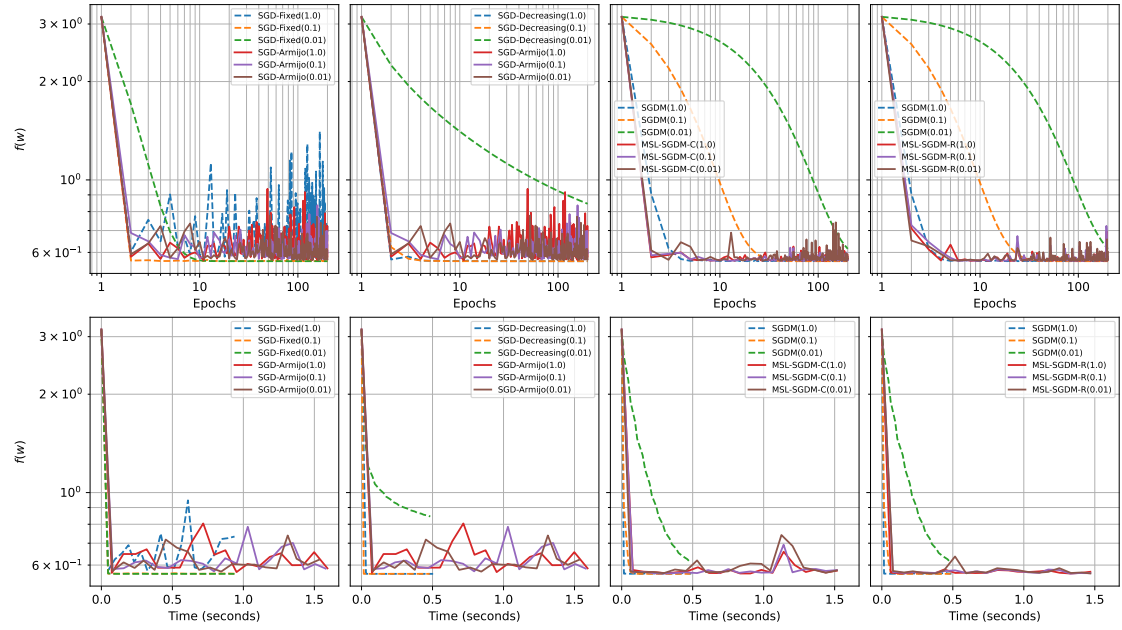 3 × 10⁰
2 × 10⁰
10⁰
6 × 10⁻¹
f(w)
SGD-Fixed(1.0)
SGD-Fixed(0.1)
SGD-Fixed(0.01)
SGD-Armijo(1.0)
SGD-Armijo(0.1)
SGD-Armijo(0.01)
1
10
100
Epochs
SGD-Decreasing(1.0)
SGD-Decreasing(0.1)
SGD-Decreasing(0.01)
SGD-Armijo(1.0)
SGD-Armijo(0.1)
SGD-Armijo(0.01)
1
10
100
Epochs
SGDM(1.0)
SGDM(0.1)
SGDM(0.01)
MSL-SGDM-C(1.0)
MSL-SGDM-C(0.1)
MSL-SGDM-C(0.01)
1
10
100
Epochs
SGDM(1.0)
SGDM(0.1)
SGDM(0.01)
MSL-SGDM-R(1.0)
MSL-SGDM-R(0.1)
MSL-SGDM-R(0.01)
1
10
100
Epochs
3 × 10⁰
2 × 10⁰
10⁰
6 × 10⁻¹
f(w)
SGD-Fixed(1.0)
SGD-Fixed(0.1)
SGD-Fixed(0.01)
SGD-Armijo(1.0)
SGD-Armijo(0.1)
SGD-Armijo(0.01)
0.0
0.5
1.0
1.5
Time (seconds)
SGD-Decreasing(1.0)
SGD-Decreasing(0.1)
SGD-Decreasing(0.01)
SGD-Armijo(1.0)
SGD-Armijo(0.1)
SGD-Armijo(0.01)
0.0
0.5
1.0
1.5
Time (seconds)
SGDM(1.0)
SGDM(0.1)
SGDM(0.01)
MSL-SGDM-C(1.0)
MSL-SGDM-C(0.1)
MSL-SGDM-C(0.01)
0.0
0.5
1.0
1.5
Time (seconds)
SGDM(1.0)
SGDM(0.1)
SGDM(0.01)
MSL-SGDM-R(1.0)
MSL-SGDM-R(0.1)
MSL-SGDM-R(0.01)
0.0
0.5
1.0
1.5
Time (seconds)